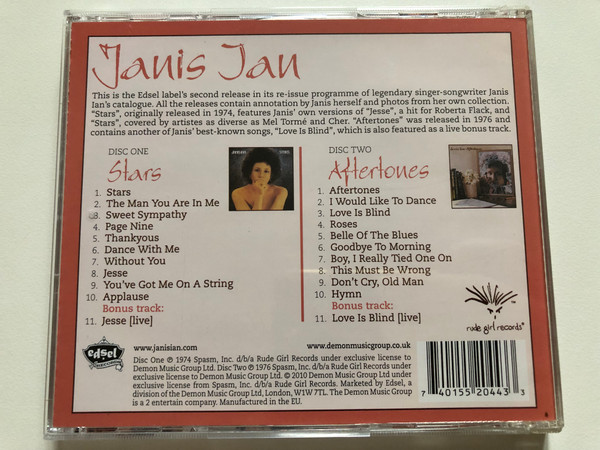 Janis Ian
This is the Edsel label's second release in its re-issue programme of legendary singer-songwriter Janis
Ian's catalogue. All the releases contain annotation by Janis herself and photos from her own collection.
"Stars", originally released in 1974, features Janis' own versions of "Jesse", a hit for Roberta Flack, and
"Stars", covered by artistes as diverse as Mel Tormé and Cher. "Aftertones" was released in 1976 and
contains another of Janis' best-known songs, "Love Is Blind", which is also featured as a live bonus track.
DISC ONE
Stars
1. Stars
2. The Man You Are In Me
3. Sweet Sympathy
4. Page Nine
5. Thankyous
6. Dance With Me
7. Without You
8. Jesse
9. You've Got Me On A String
10. Applause
Bonus track:
11. Jesse [live]
DISC TWO
Aftertones
1. Aftertones
2. I Would Like To Dance
3. Love Is Blind
4. Roses
5. Belle Of The Blues
6. Goodbye To Morning
7. Boy, I Really Tied One On
8. This Must Be Wrong
9. Don't Cry, Old Man
10. Hymn
Bonus track:
11. Love Is Blind [live]
rude girl records
edsel
www.janisian.com www.demonmusicgroup.co.uk
Disc One ℗ 1974 Spasm, Inc. d/b/a Rude Girl Records under exclusive license to
Demon Music Group Ltd. Disc Two ℗ 1976 Spasm, Inc. d/b/a Rude Girl Records under
exclusive license to Demon Music Group Ltd. © 2010 Demon Music Group Ltd under
exclusive license from Spasm, Inc. d/b/a Rude Girl Records. Marketed by Edsel, a
division of the Demon Music Group Ltd, London, W1W 7TL. The Demon Music Group
is a 2 entertain company. Manufactured in the EU.
7 40155 20443 3